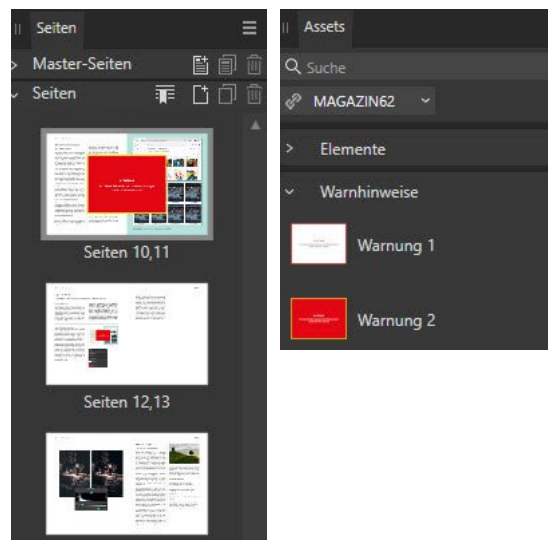 Seiten
Master-Seiten
Seiten
Seiten 10,11
Seiten 12,13
Assets
Suche
MAGAZIN62
Elemente
Warnhinweise
Warnung 1
Warnung 2